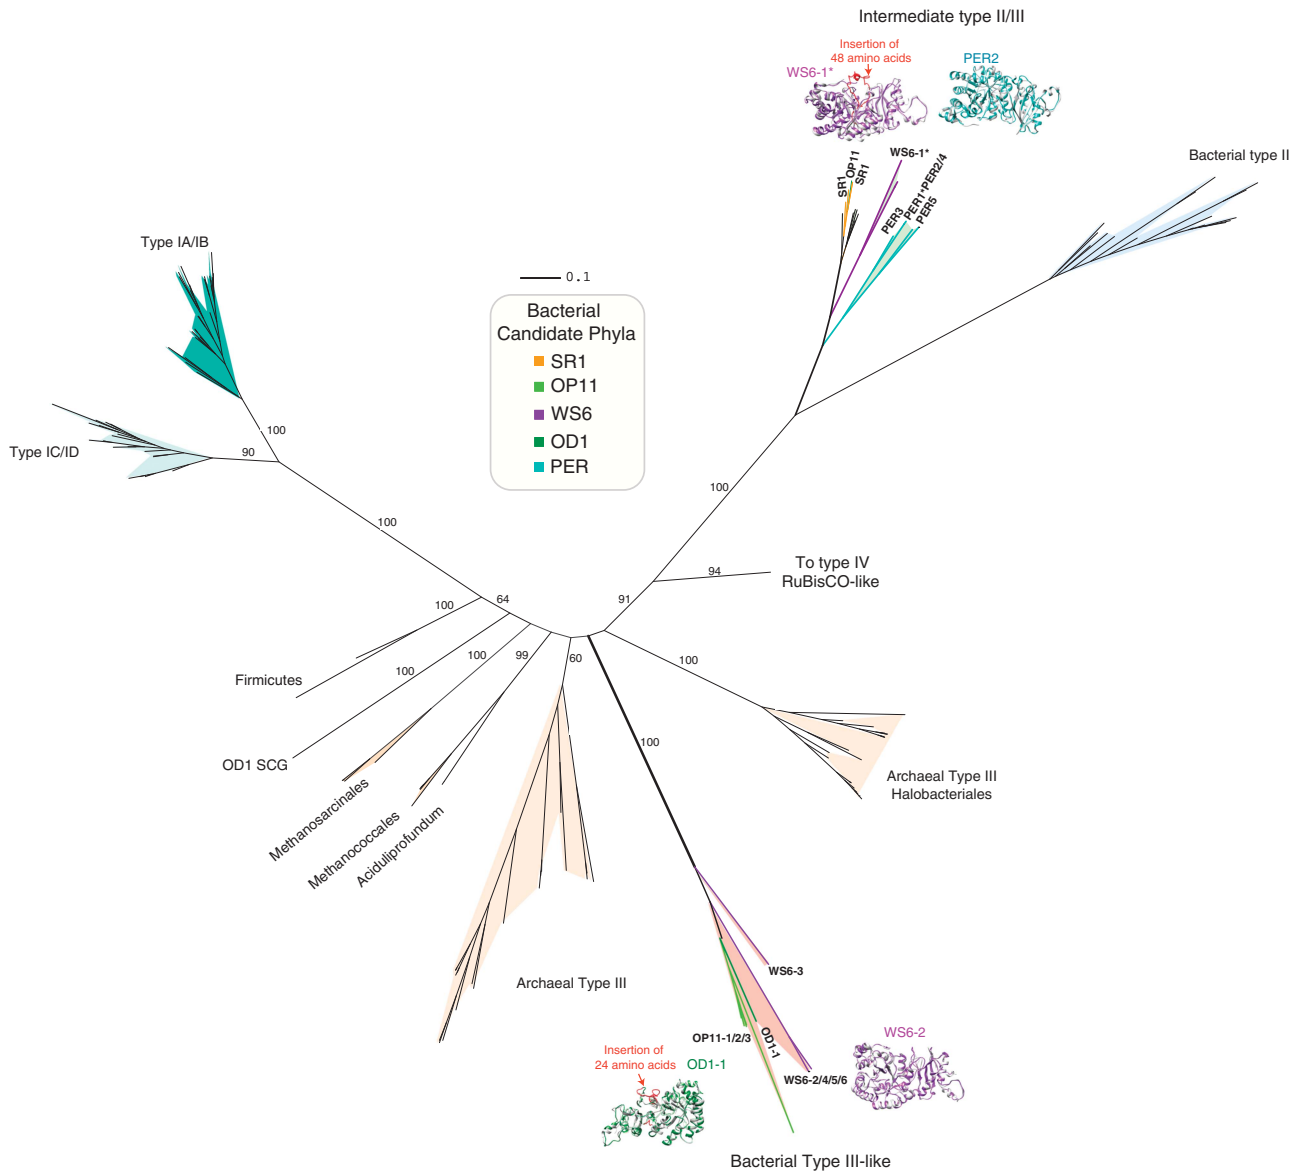 Intermediate type II/III
Insertion of
48 amino acids
WS6-1*
PER2
SR1
OP11
SR1
WS6-1*
PER3
PER1*PER2/4
PER5
Bacterial type II
Type IA/IB
0.1
Bacterial
Candidate Phyla
SR1
OP11
WS6
OD1
PER
100
90
Type IC/ID
100
100
94
To type IV
RuBisCO-like
91
64
100
100
100
99
60
100
100
Firmicutes
OD1 SCG
Methanosarcinales
Methanococcales
Aciduliprofundum
Archaeal Type III
Halobacteriales
Archaeal Type III
WS6-3
OP11-1/2/3
OD1-1
WS6-2/4/5/6
WS6-2
Insertion of
24 amino acids
OD1-1
Bacterial Type III-like